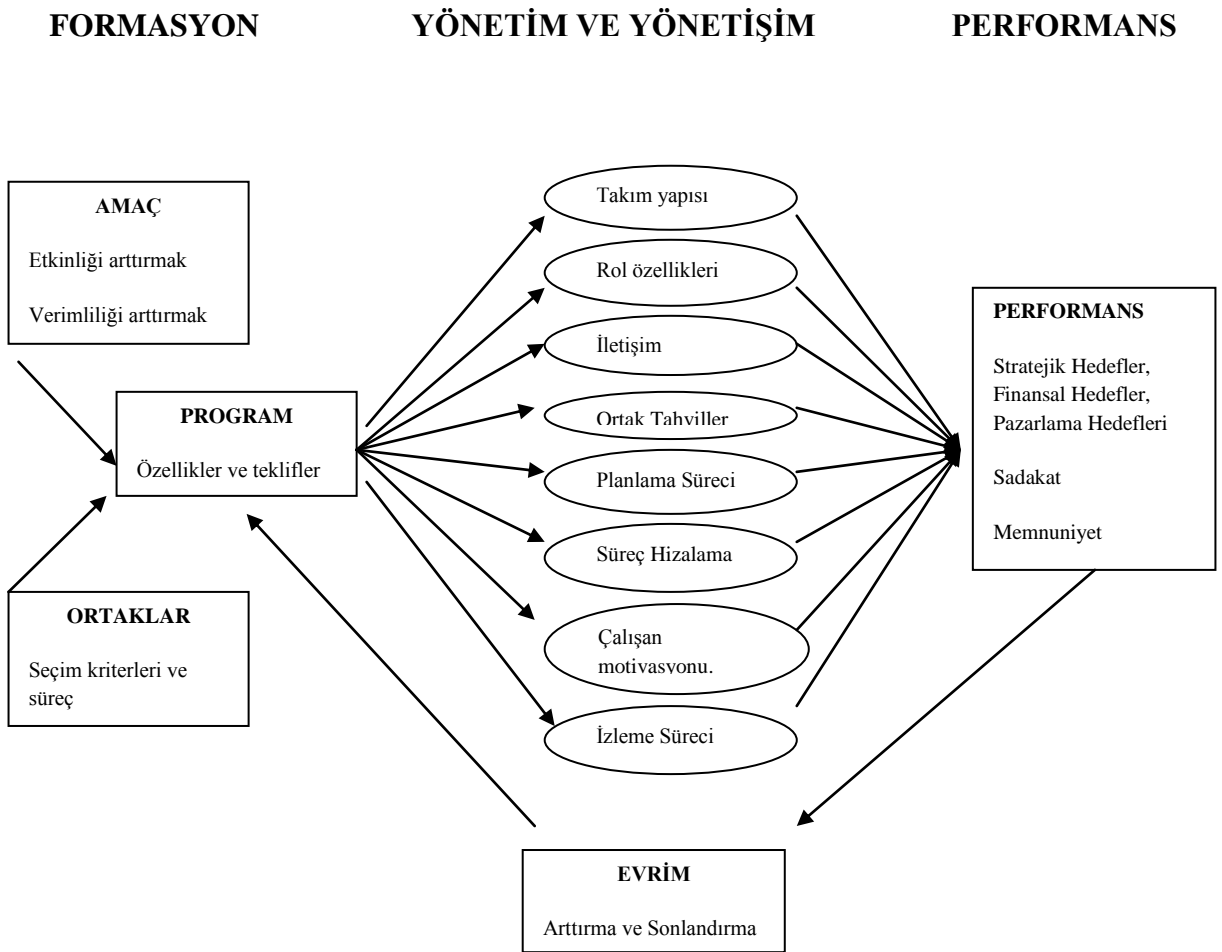 FORMASYON
YÖNETİM VE YÖNETİŞİM
PERFORMANS
AMAÇ
Etkinliği arttırmak
Verimliliği arttırmak
PROGRAM
Özellikler ve teklifler
ORTAKLAR
Seçim kriterleri ve
süreç
Takım yapısı
Rol özellikleri
İletişim
Ortak Tahviller
Planlama Süreci
Süreç Hizalama
Çalışan
motivasyonu.
İzleme Süreci
PERFORMANS
Stratejik Hedefler,
Finansal Hedefler,
Pazarlama Hedefleri
Sadakat
Memnuniyet
EVRİM
Arttırma ve Sonlandırma